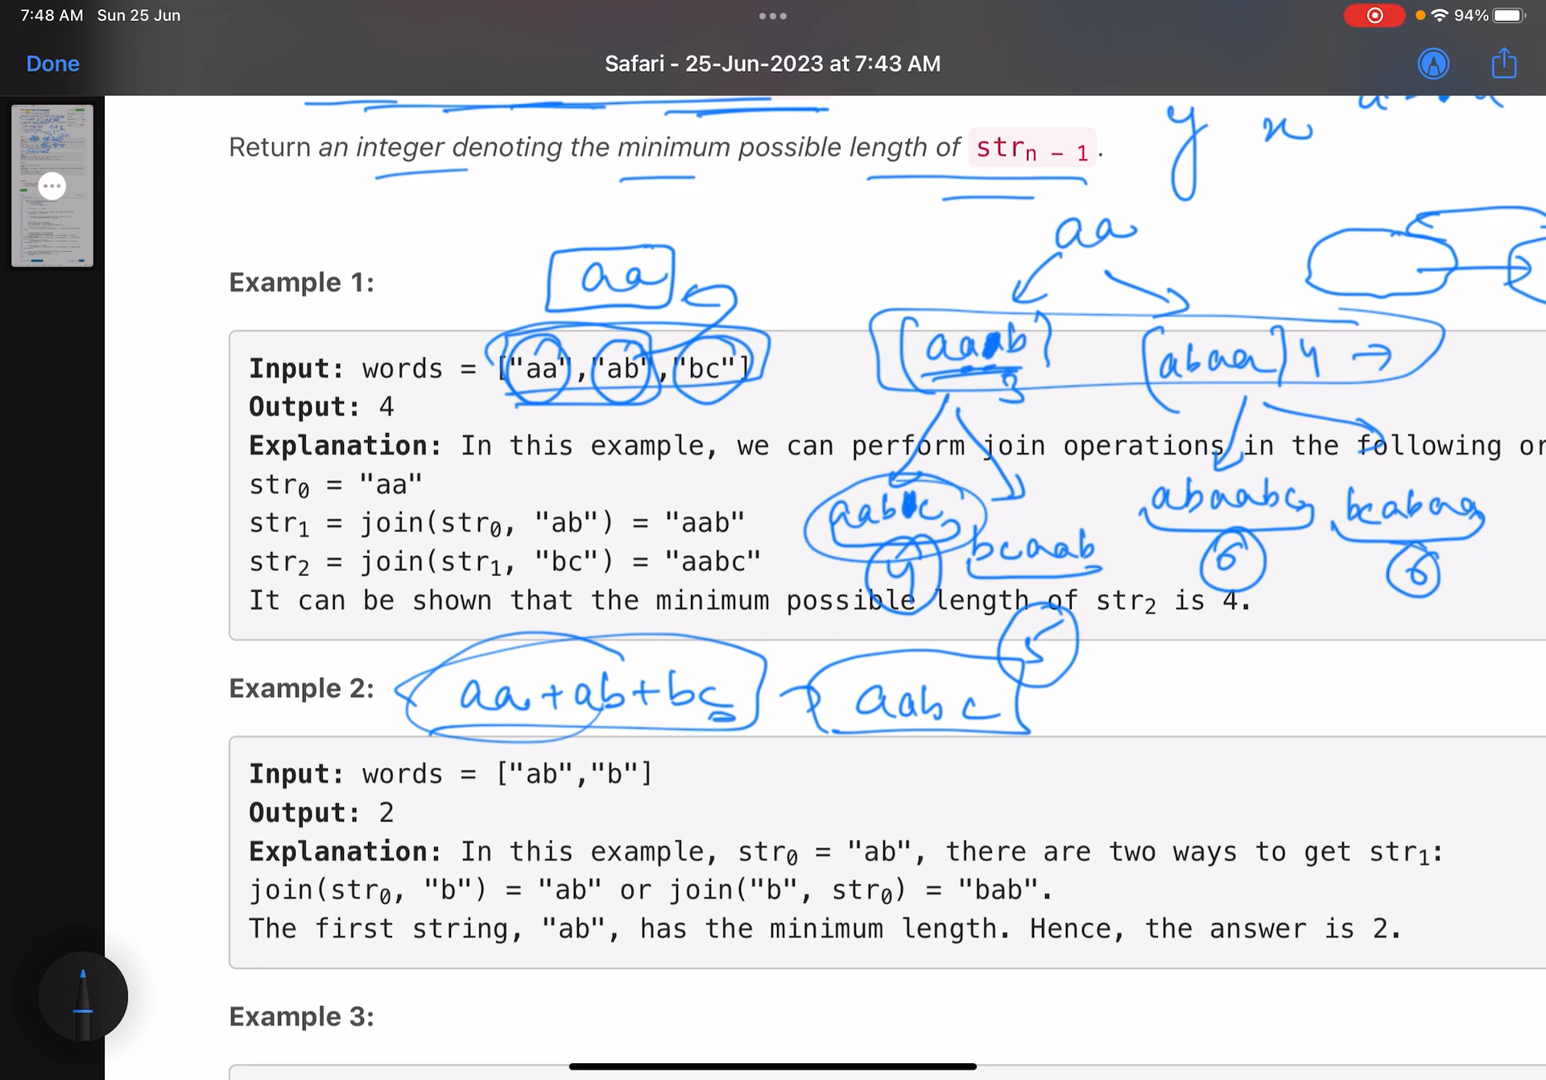 7:48 AM Sun 25 Jun
94%
Done
Safari - 25-Jun-2023 at 7:43 AM
y x
Return an integer denoting the minimum possible length of strn - 1.
aa
Example 1:
aa
Input: words = ["aa","ab","bc"]
[aab] 3
[abaa] 4 →
Output: 4
Explanation: In this example, we can perform join operations in the following or
str0 = "aa"
aabc bcaab abaabc bcabaa
str1 = join(str0, "ab") = "aab"
str2 = join(str1, "bc") = "aabc"
4 6 6
It can be shown that the minimum possible length of str2 is 4.
5
Example 2:
aa+ab+bc → aabc
Input: words = ["ab","b"]
Output: 2
Explanation: In this example, str0 = "ab", there are two ways to get str1:
join(str0, "b") = "ab" or join("b", str0) = "bab".
The first string, "ab", has the minimum length. Hence, the answer is 2.
Example 3: